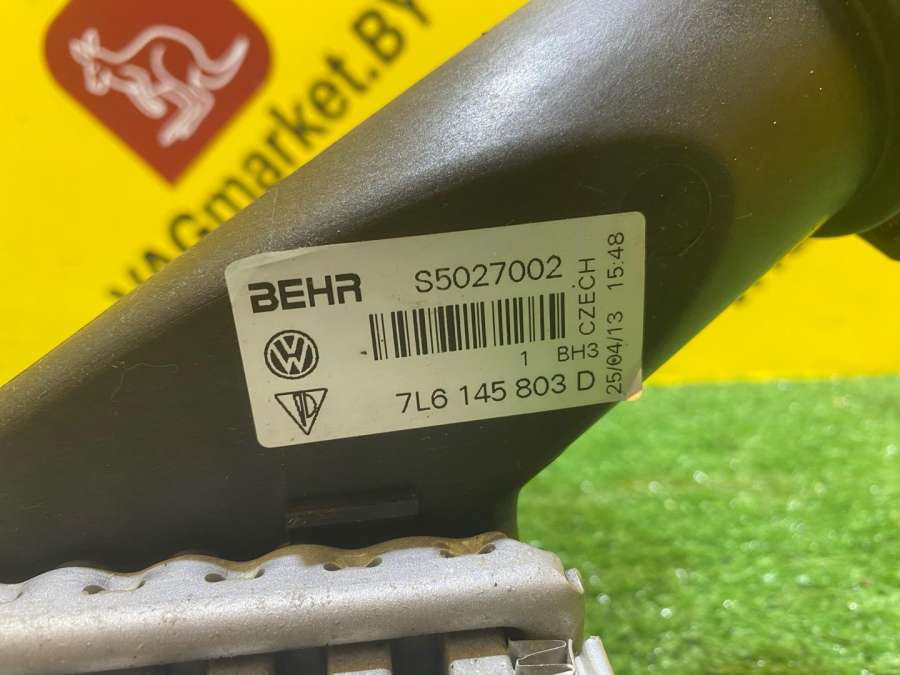 VAGmarket.BY
BEHR S5027002
1 BH3 CZECH
7L6 145 803 D
25/04/13 15:48